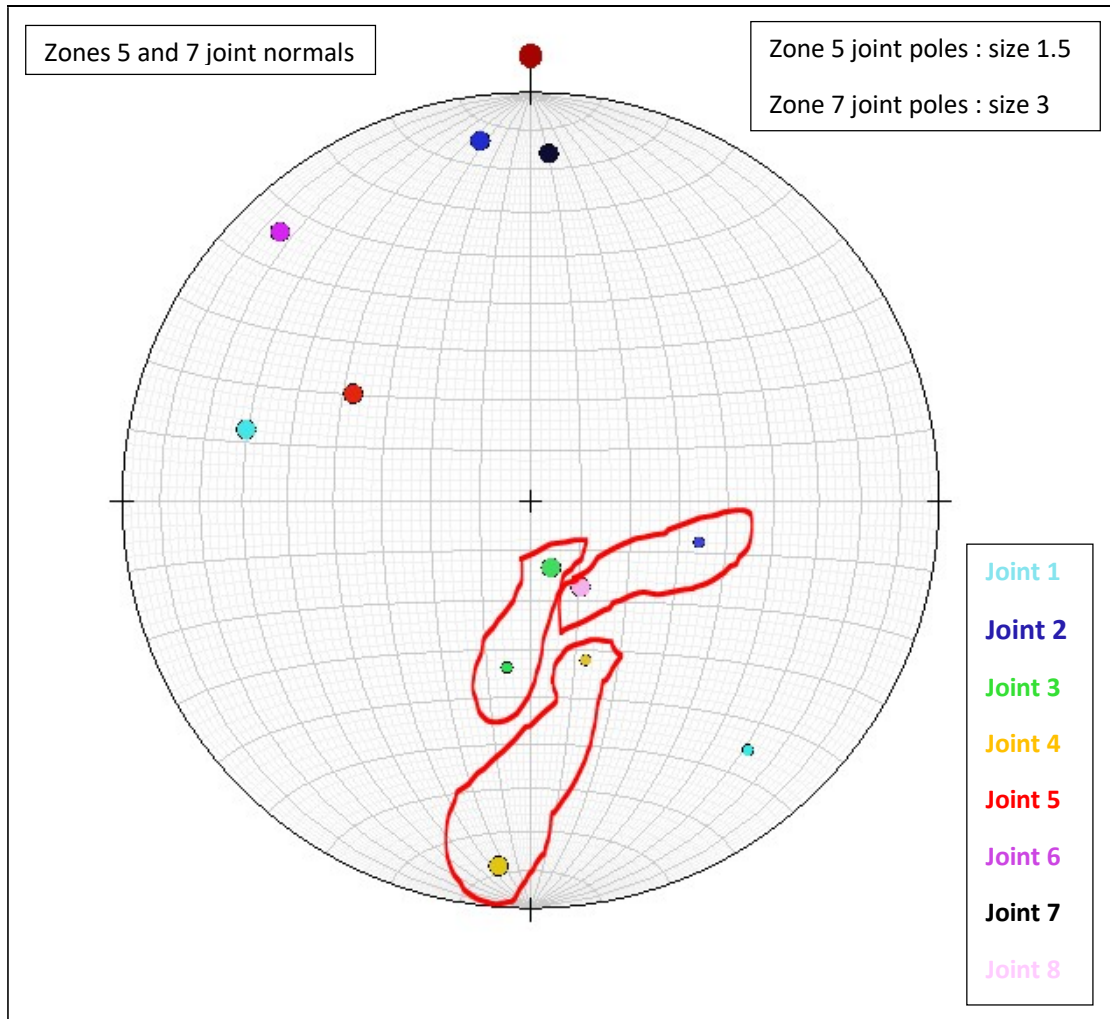 Zones 5 and 7 joint normals
Zone 5 joint poles : size 1.5
Zone 7 joint poles : size 3
Joint 1
Joint 2
Joint 3
Joint 4
Joint 5
Joint 6
Joint 7
Joint 8